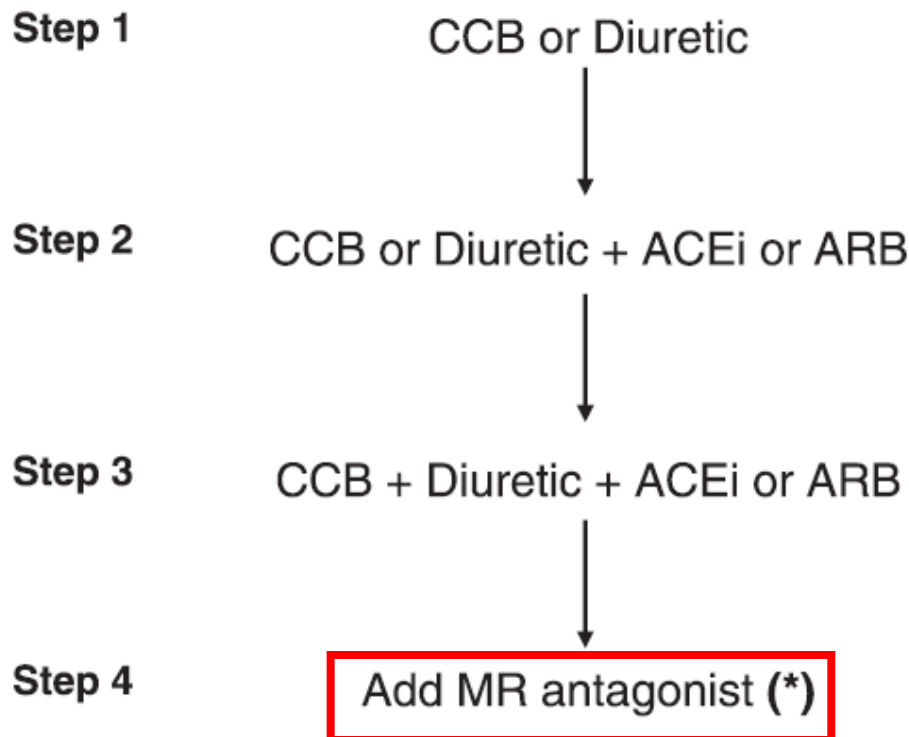 Step 1 CCB or Diuretic
Step 2 CCB or Diuretic + ACEi or ARB
Step 3 CCB + Diuretic + ACEi or ARB
Step 4 Add MR antagonist (*)